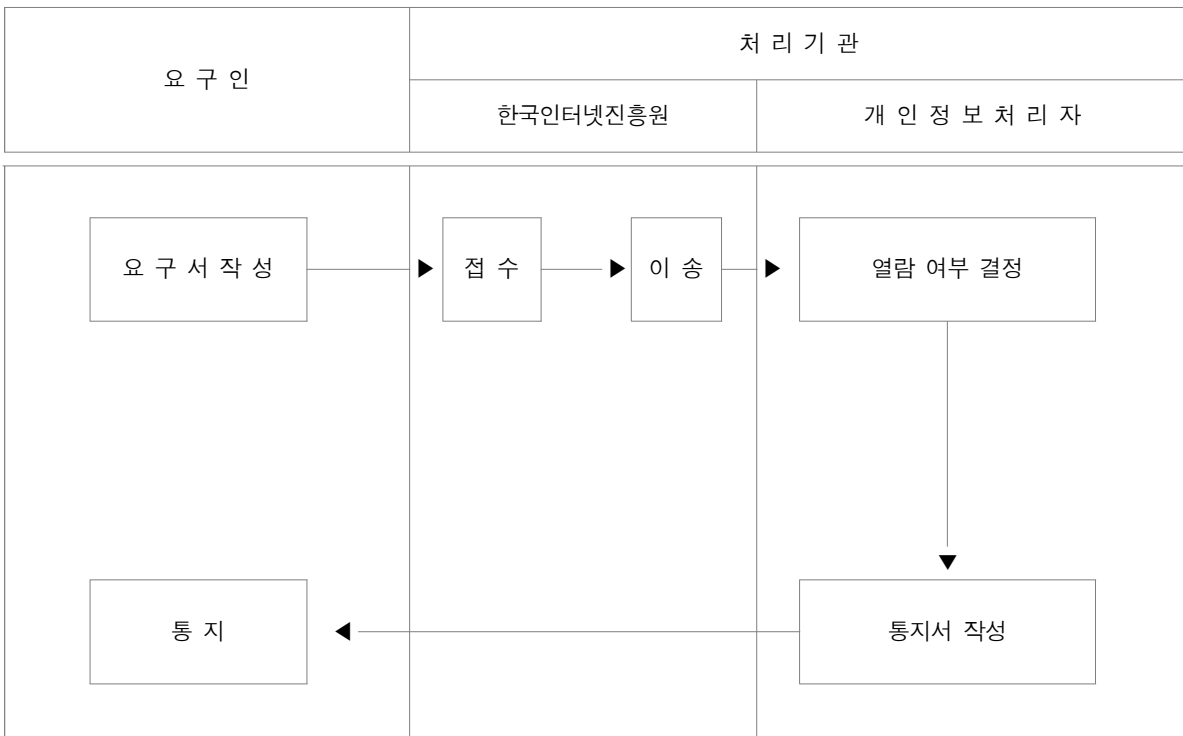 처 리 기 관
요 구 인
한국인터넷진흥원
개 인 정 보 처 리 자
요 구 서 작 성
접 수
이 송
열람 여부 결정
통 지
통지서 작성